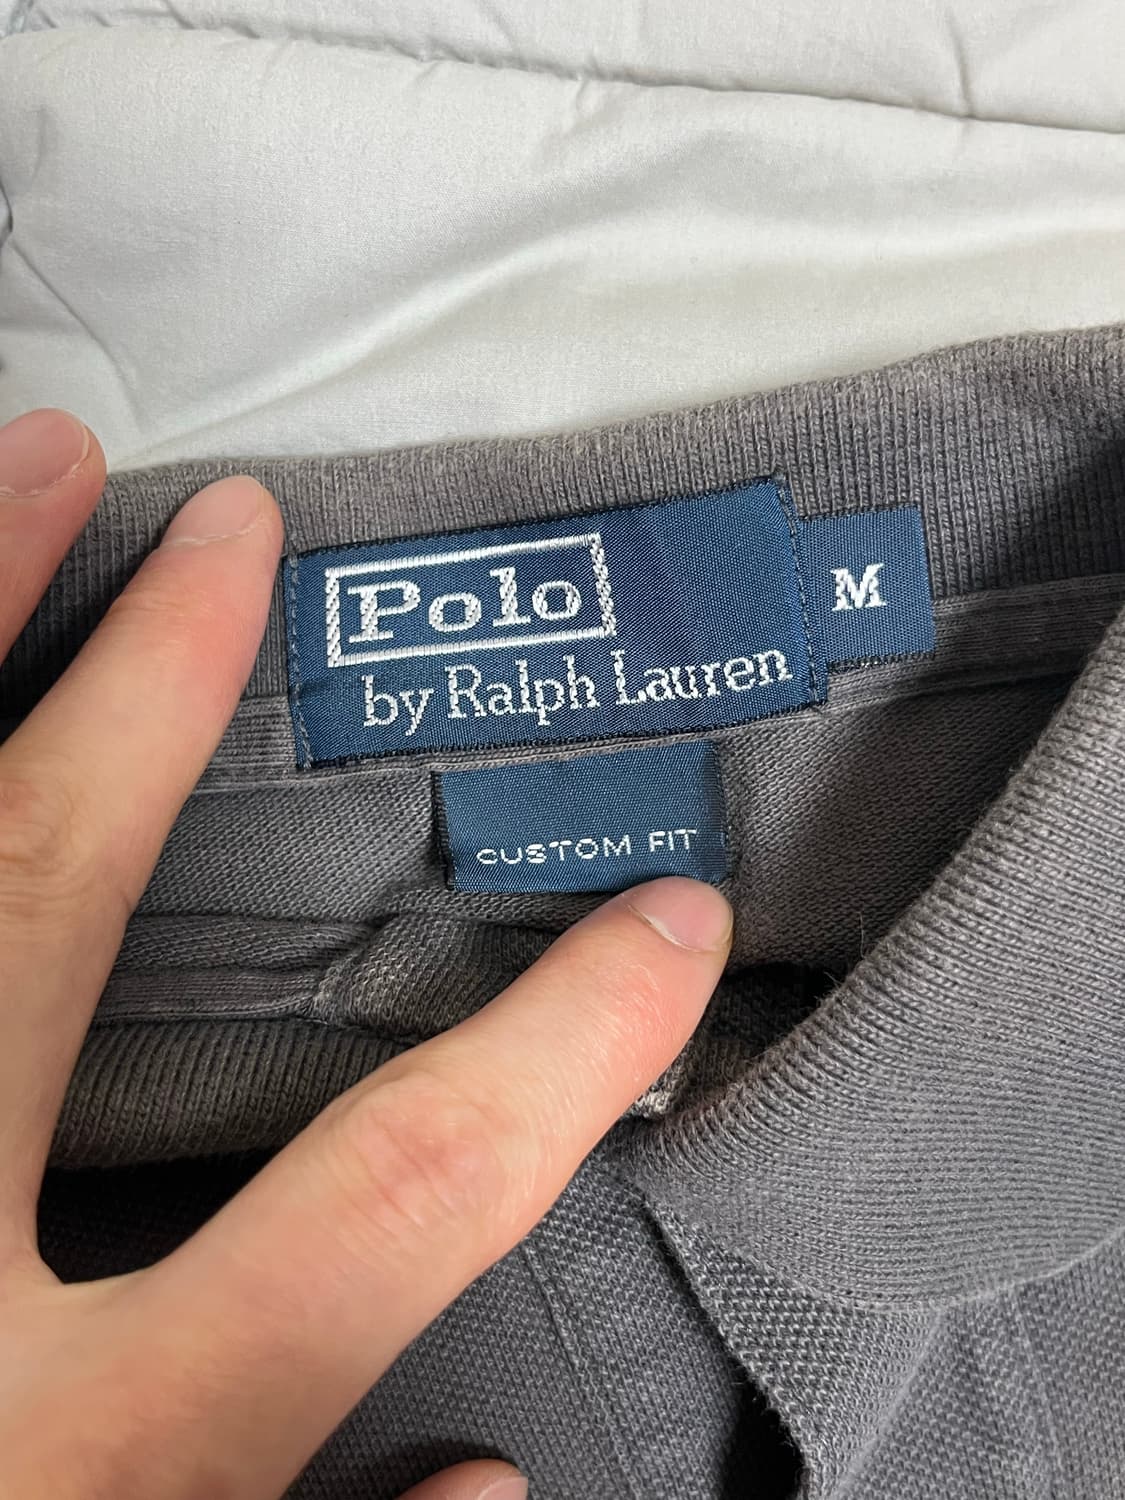 Polo
by Ralph Lauren
M
CUSTOM FIT